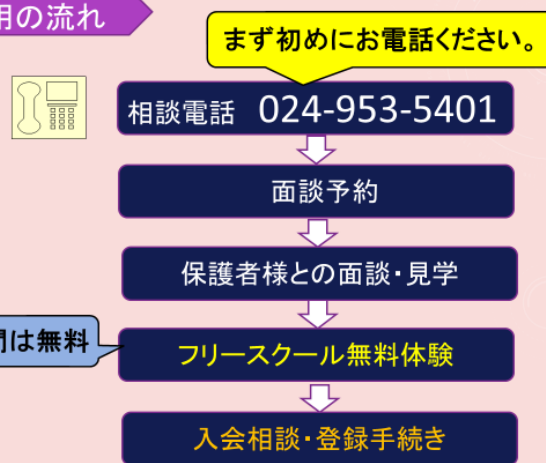 用の流れ
まず初めにお電話ください。
相談電話 024-953-5401
面談予約
保護者様との面談・見学
間は無料
フリースクール無料体験
入会相談・登録手続き